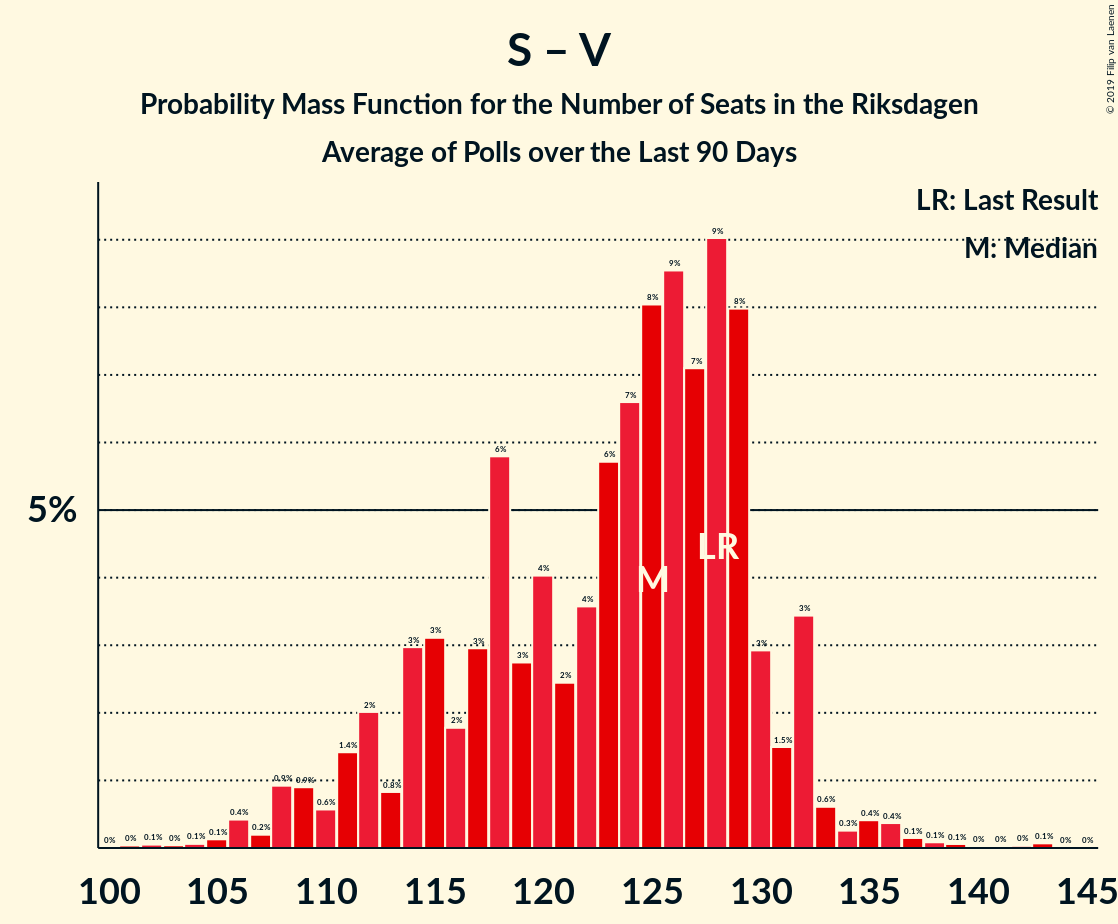 S – V
Probability Mass Function for the Number of Seats in the Riksdagen
Average of Polls over the Last 90 Days
© 2019 Filip van Laenen
LR: Last Result
M: Median
5%
0% 0% 0.1% 0% 0.1% 0.1% 0.4% 0.2% 0.9% 0.9% 0.6% 1.4% 2% 0.8% 3% 3% 2% 3% 6% 3% 4% 2% 4% 6% 7% 8% 9% 7% 9% 8% 3% 1.5% 3% 0.6% 0.3% 0.4% 0.4% 0.1% 0.1% 0.1% 0% 0% 0% 0.1% 0% 0%
LR
M
100 105 110 115 120 125 130 135 140 145